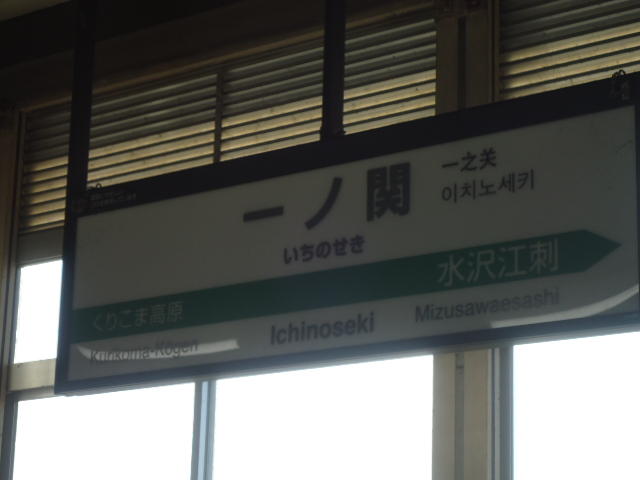 一ノ関
一之关
이치노세키
いちのせき
くりこま高原
水沢江刺
Kurikoma-Kōgen
Ichinoseki
Mizusawaesashi